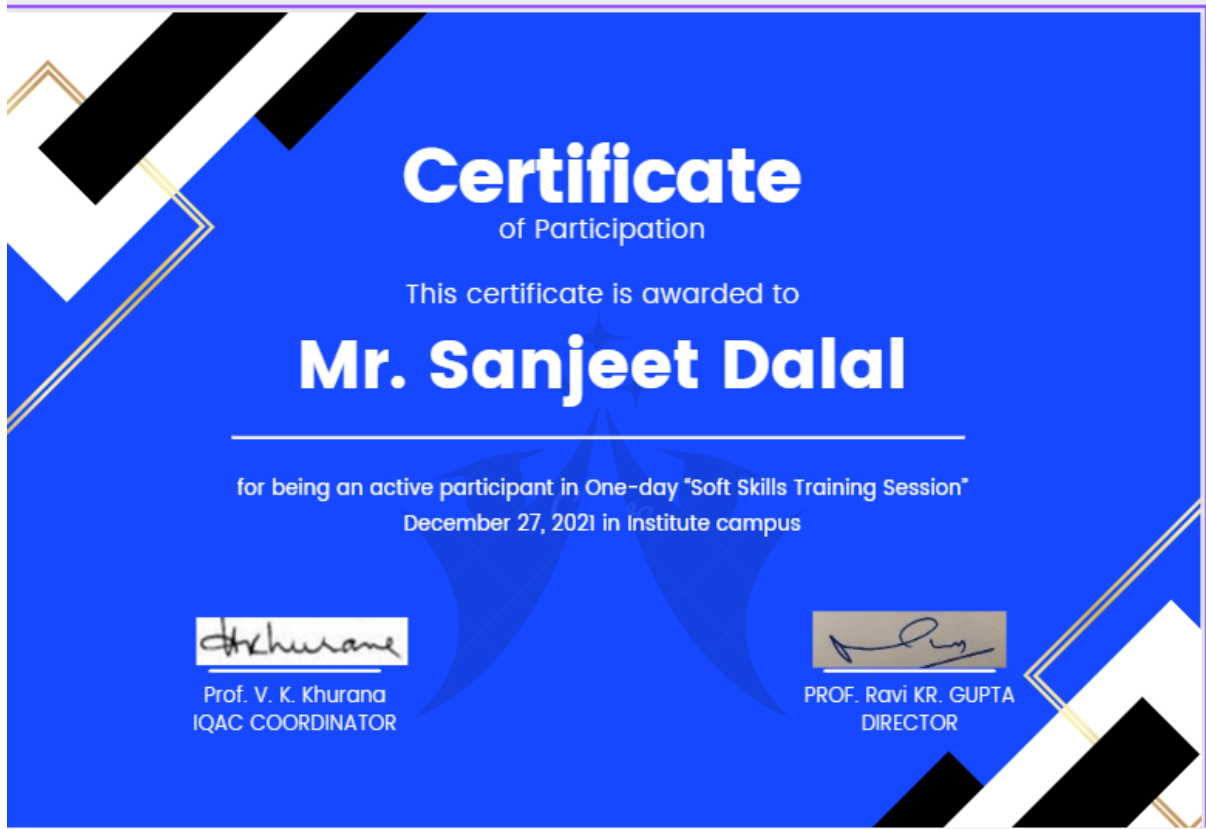 Certificate
of Participation
This certificate is awarded to
Mr. Sanjeet Dalal
for being an active participant in One-day "Soft Skills Training Session"
December 27, 2021 in Institute campus
Prof. V. K. Khurana
IQAC COORDINATOR
PROF. Ravi KR. GUPTA
DIRECTOR